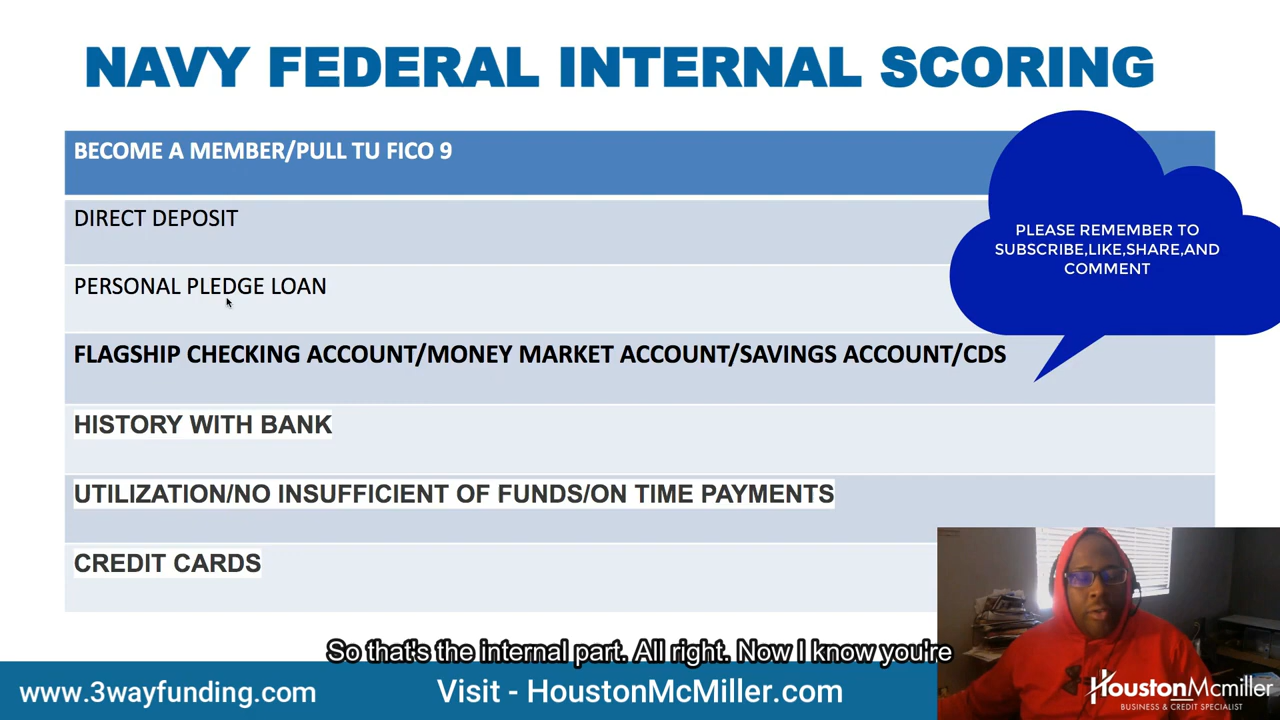 NAVY FEDERAL INTERNAL SCORING
BECOME A MEMBER/PULL TU FICO 9
DIRECT DEPOSIT
PERSONAL PLEDGE LOAN
FLAGSHIP CHECKING ACCOUNT/MONEY MARKET ACCOUNT/SAVINGS ACCOUNT/CDS
HISTORY WITH BANK
UTILIZATION/NO INSUFFICIENT OF FUNDS/ON TIME PAYMENTS
CREDIT CARDS
PLEASE REMEMBER TO
SUBSCRIBE,LIKE,SHARE,AND
COMMENT
So that's the internal part. All right. Now I know you're
www.3wayfunding.com
Visit - HoustonMcMiller.com
HoustonMcmiller
BUSINESS & CREDIT SPECIALIST